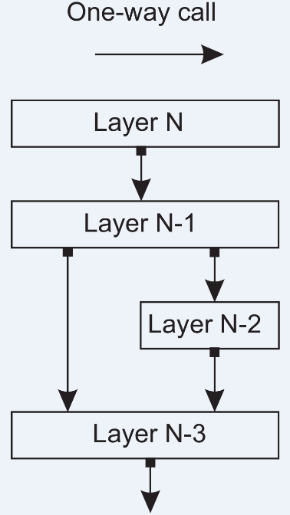 One-way call
Layer N
Layer N-1
Layer N-2
Layer N-3